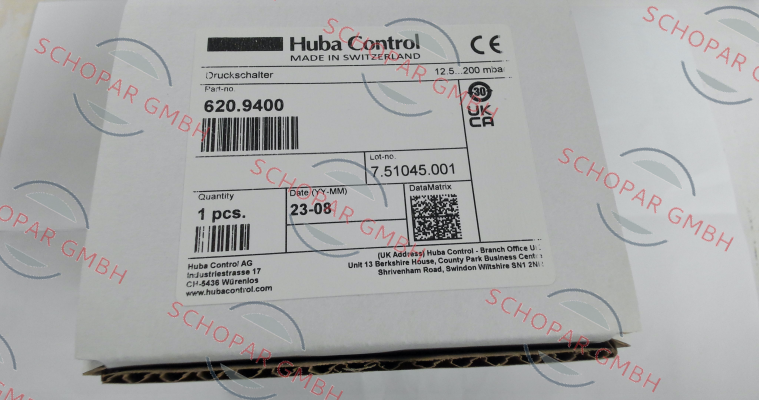 Huba Control
MADE IN SWITZERLAND
CE
Druckschalter
12.5...200 mbar
Part-no.
620.9400
30
UK
CA
Lot-no.
7.51045.001
Quantity
1 pcs.
Date (YY-MM)
23-08
DataMatrix
Huba Control AG
Industriestrasse 17
CH-5436 Würenlos
www.hubacontrol.com
(UK Address) Huba Control - Branch Office
Unit 13 Berkshire House, County Park Business
Shrivenham Road, Swindon Wiltshire SN1
SCHOPAR GMBH
SCHOPAR GMBH
SCHOPAR GMBH
SCHOPAR GMBH
SCHOPAR GMBH
SCHOPAR GMBH
SCHOPAR GMBH
SCHOPAR GMBH